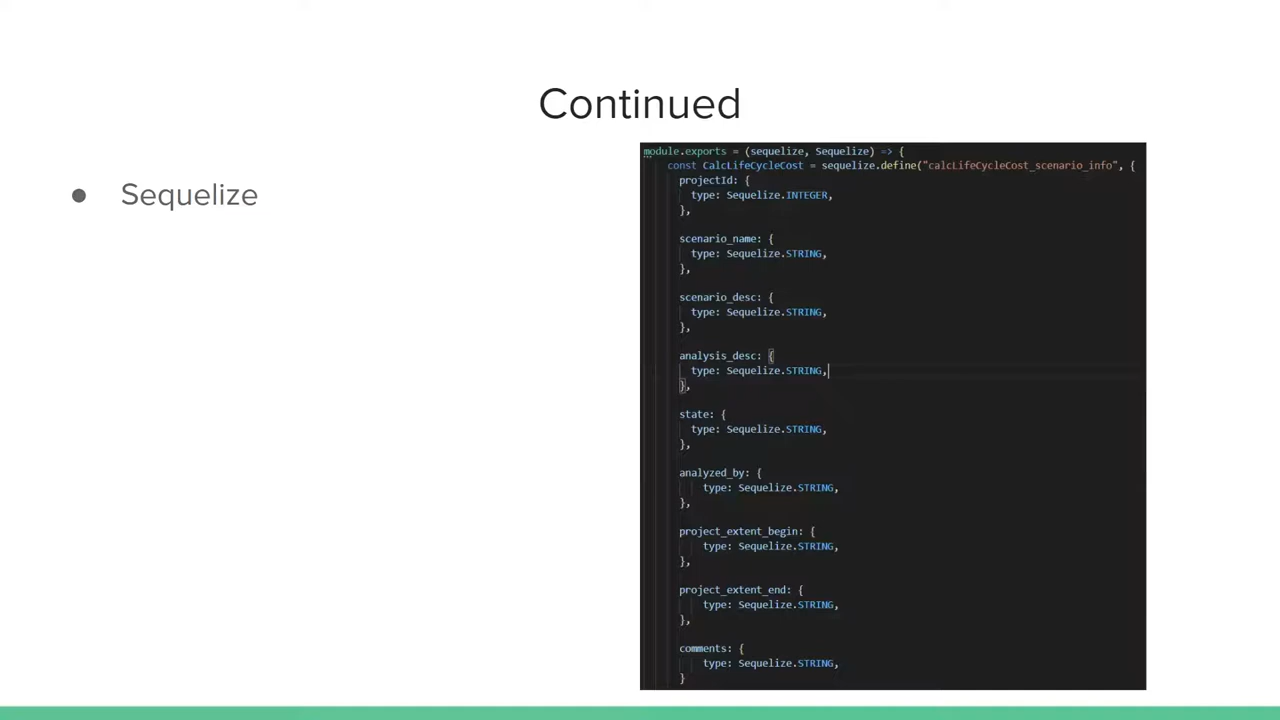 Continued
● Sequelize
module.exports = (sequelize, Sequelize) => {
const CalcLifeCycleCost = sequelize.define("calcLifeCycleCost_scenario_info", {
projectId: {
type: Sequelize.INTEGER,
},
scenario_name: {
type: Sequelize.STRING,
},
scenario_desc: {
type: Sequelize.STRING,
},
analysis_desc: {
type: Sequelize.STRING,
},
state: {
type: Sequelize.STRING,
},
analyzed_by: {
type: Sequelize.STRING,
},
project_extent_begin: {
type: Sequelize.STRING,
},
project_extent_end: {
type: Sequelize.STRING,
},
comments: {
type: Sequelize.STRING,
}